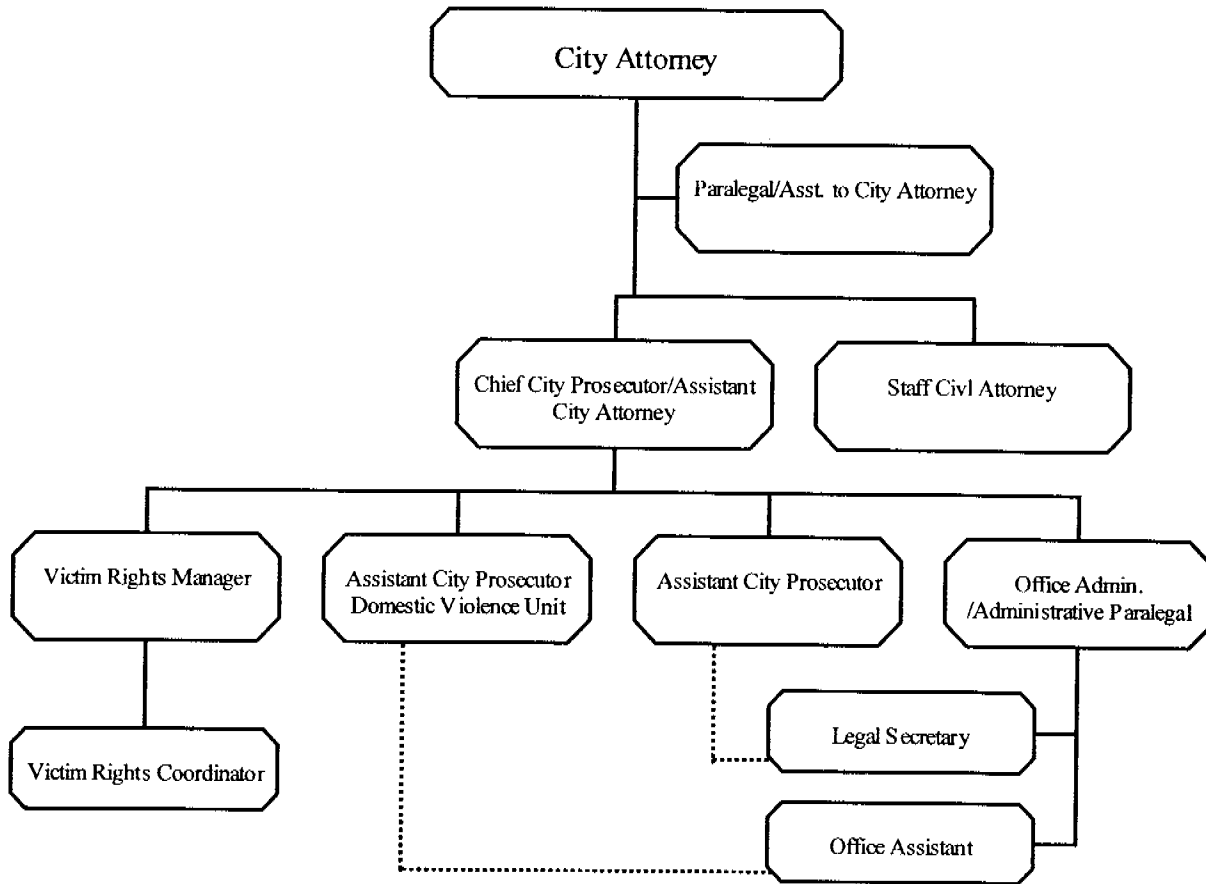 City Attorney
Paralegal/Asst. to City Attorney
Chief City Prosecutor/Assistant
City Attorney
Staff Civl Attorney
Victim Rights Manager
Assistant City Prosecutor
Domestic Violence Unit
Assistant City Prosecutor
Office Admin.
/Administrative Paralegal
Legal Secretary
Victim Rights Coordinator
Office Assistant